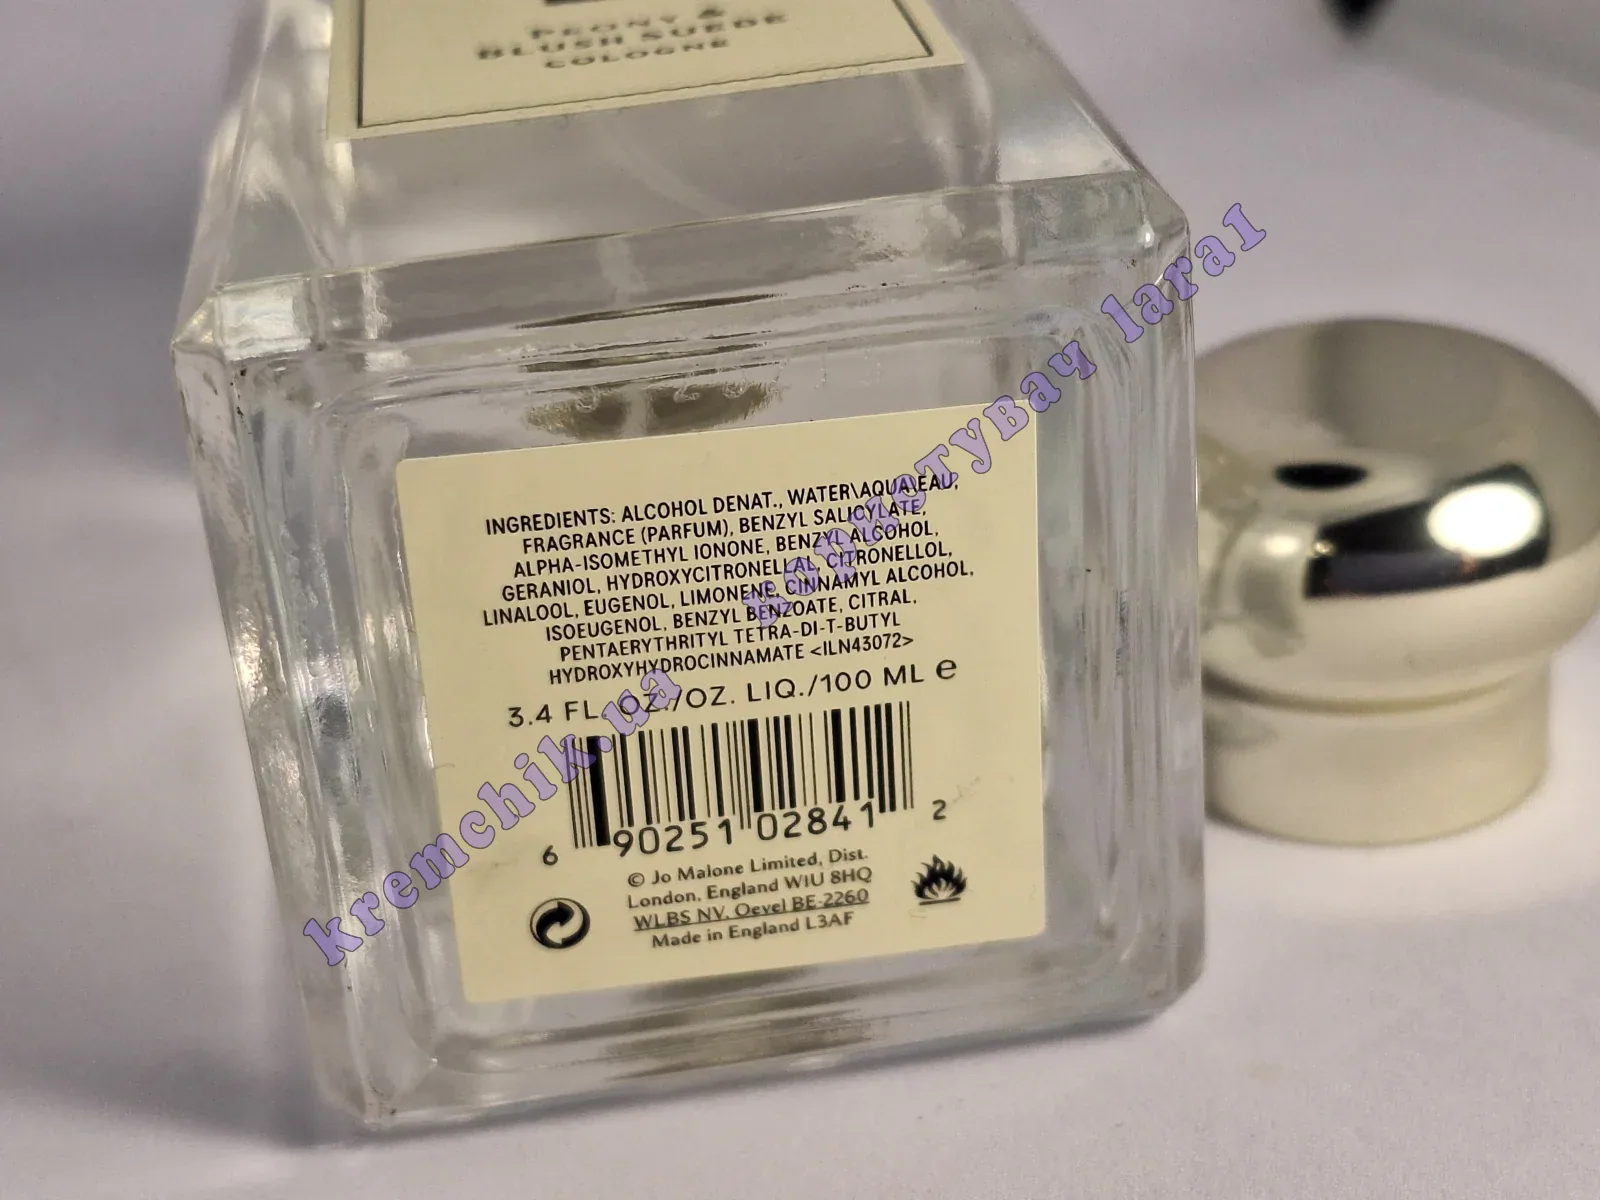 PEONY &
BLUSH SUEDE
COLOGNE
INGREDIENTS: ALCOHOL DENAT., WATER\AQUA\EAU,
FRAGRANCE (PARFUM), BENZYL SALICYLATE,
ALPHA-ISOMETHYL IONONE, BENZYL ALCOHOL,
GERANIOL, HYDROXYCITRONELLAL, CITRONELLOL,
LINALOOL, EUGENOL, LIMONENE, CINNAMYL ALCOHOL,
ISOEUGENOL, BENZYL BENZOATE, CITRAL,
PENTAERYTHRITYL TETRA-DI-T-BUTYL
HYDROXYHYDROCINNAMATE <ILN43072>
3.4 FL. OZ./OZ. LIQ./100 ML e
6 90251 02841 2
© Jo Malone Limited, Dist.
London, England W1U 8HQ
WLBS NV, Oevel BE-2260
Made in England L3AF
kremchik.ua користувач lara1